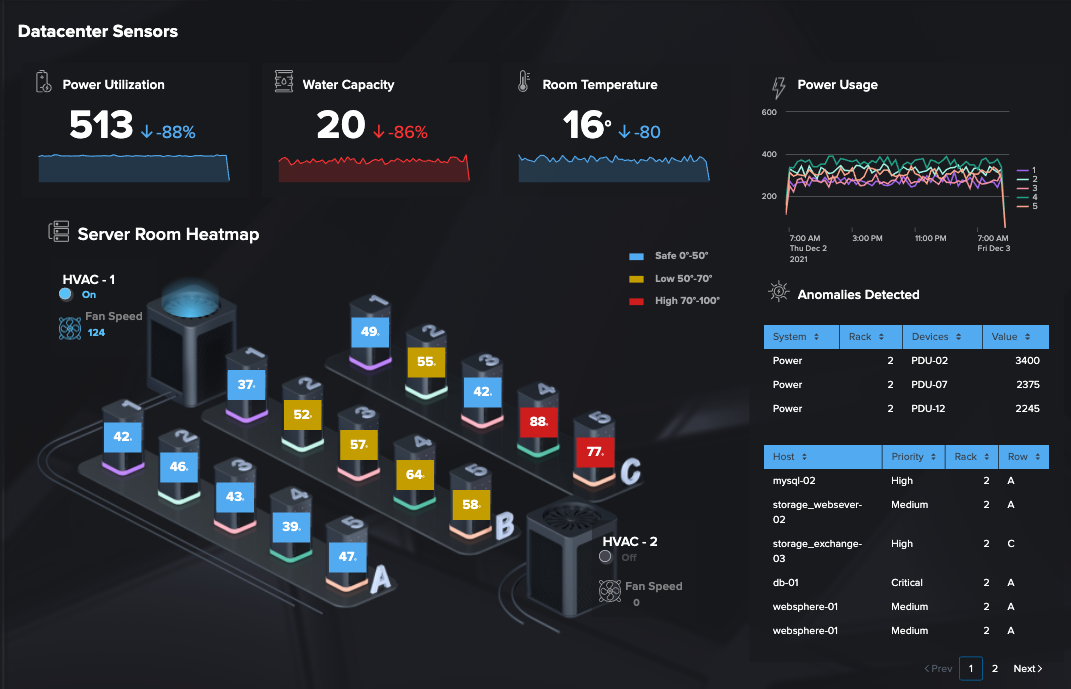 Datacenter Sensors
Power Utilization
513 ↓-88%
Water Capacity
20 ↓-86%
Room Temperature
16° ↓-80
Power Usage
600
400
200
1
2
3
4
5
7:00 AM
Thu Dec 2
2021
3:00 PM
11:00 PM
7:00 AM
Fri Dec 3
Server Room Heatmap
Safe 0°-50°
Low 50°-70°
High 70°-100°
HVAC - 1
On
Fan Speed
124
1
49°
2
55°
3
42°
4
88°
5
77°
C
1
37°
2
52°
3
57°
4
64°
5
58°
B
1
42°
2
46°
3
43°
4
39°
5
47°
A
HVAC - 2
Off
Fan Speed
0
Anomalies Detected
System Rack Devices Value
Power 2 PDU-02 3400
Power 2 PDU-07 2375
Power 2 PDU-12 2245
Host Priority Rack Row
mysql-02 High 2 A
storage_websever-
02 Medium 2 A
storage_exchange-
03 High 2 C
db-01 Critical 2 A
websphere-01 Medium 2 A
websphere-01 Medium 2 A
< Prev 1 2 Next >